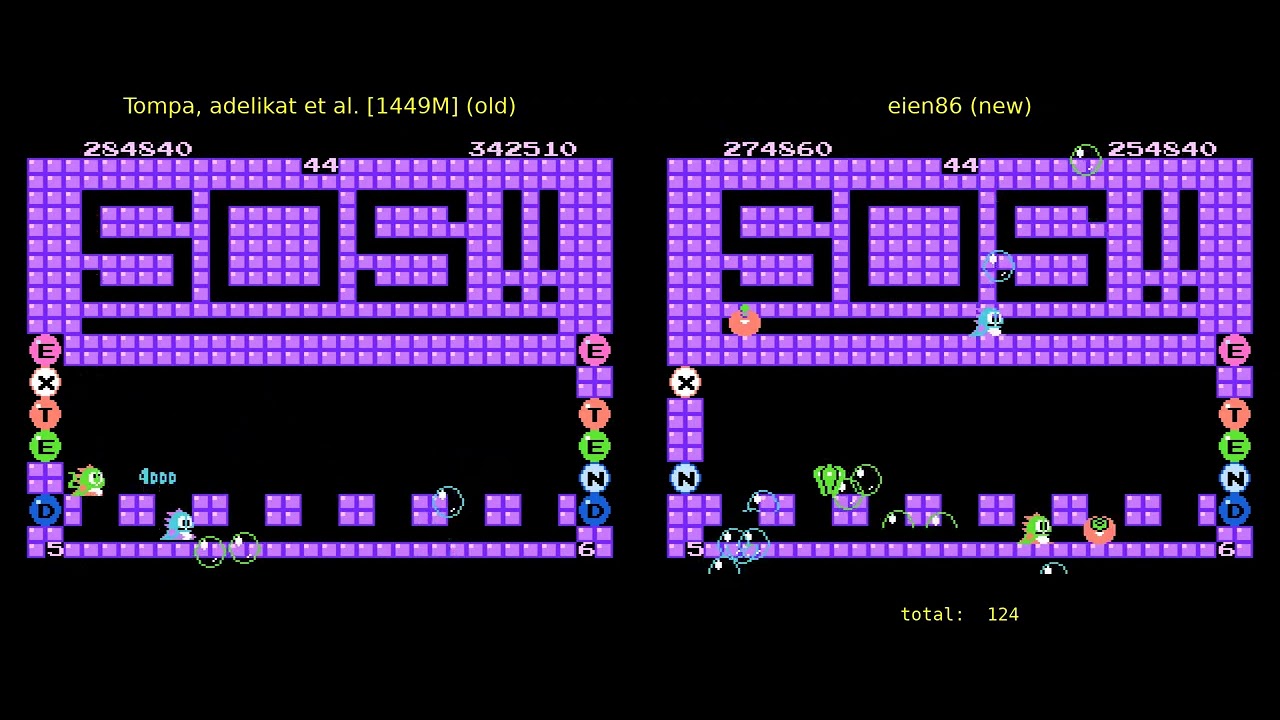 Tompa, adelikat et al. [1449M] (old)
284840
342510
44
SOS!!
E
X
T
E
D
E
T
E
N
D
4000
5
6
eien86 (new)
274860
254840
44
SOS!!
X
N
E
T
E
N
D
5
6
total: 124